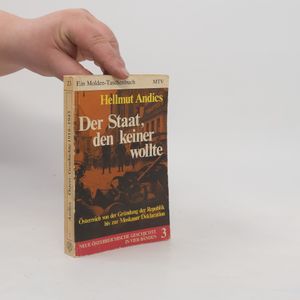 Ein Molden-Taschenbuch MTV
Hellmut Andics
Der Staat,
den keiner
wollte
Österreich von der Gründung der Republik
bis zur Moskauer Deklaration
NEUE ÖSTERREICHISCHE GESCHICHTE
IN VIER BÄNDEN 3